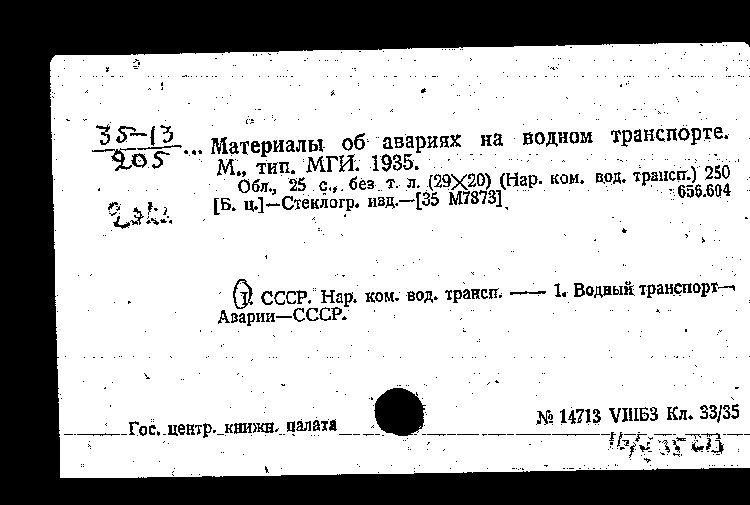 35-13
205
... Материалы об авариях на водном транспорте.
М., тип. МГИ. 1935.
Обл., 25 с., без т. л. (29×20) (Нар. ком. вод. трансп.) 250
[Б. ц.]—Стеклогр. изд.—[35 М7873]
656.604
I. СССР. Нар. ком. вод. трансп. —— 1. Водный транспорт—
Аварии—СССР.
Гос. центр. книжн. палата
№ 14713 VIIIБ3 Кл. 33/35